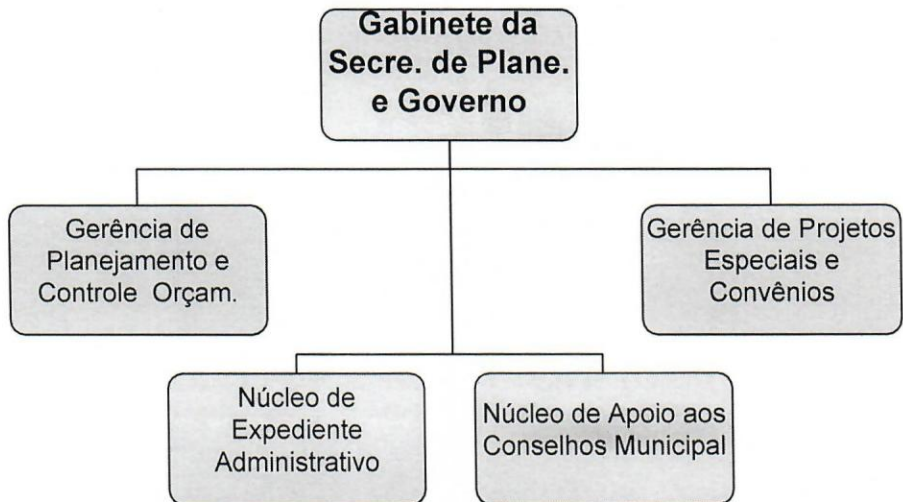 Gabinete da
Secre. de Plane.
e Governo
Gerência de
Planejamento e
Controle Orçam.
Gerência de Projetos
Especiais e
Convênios
Núcleo de
Expediente
Administrativo
Núcleo de Apoio aos
Conselhos Municipal